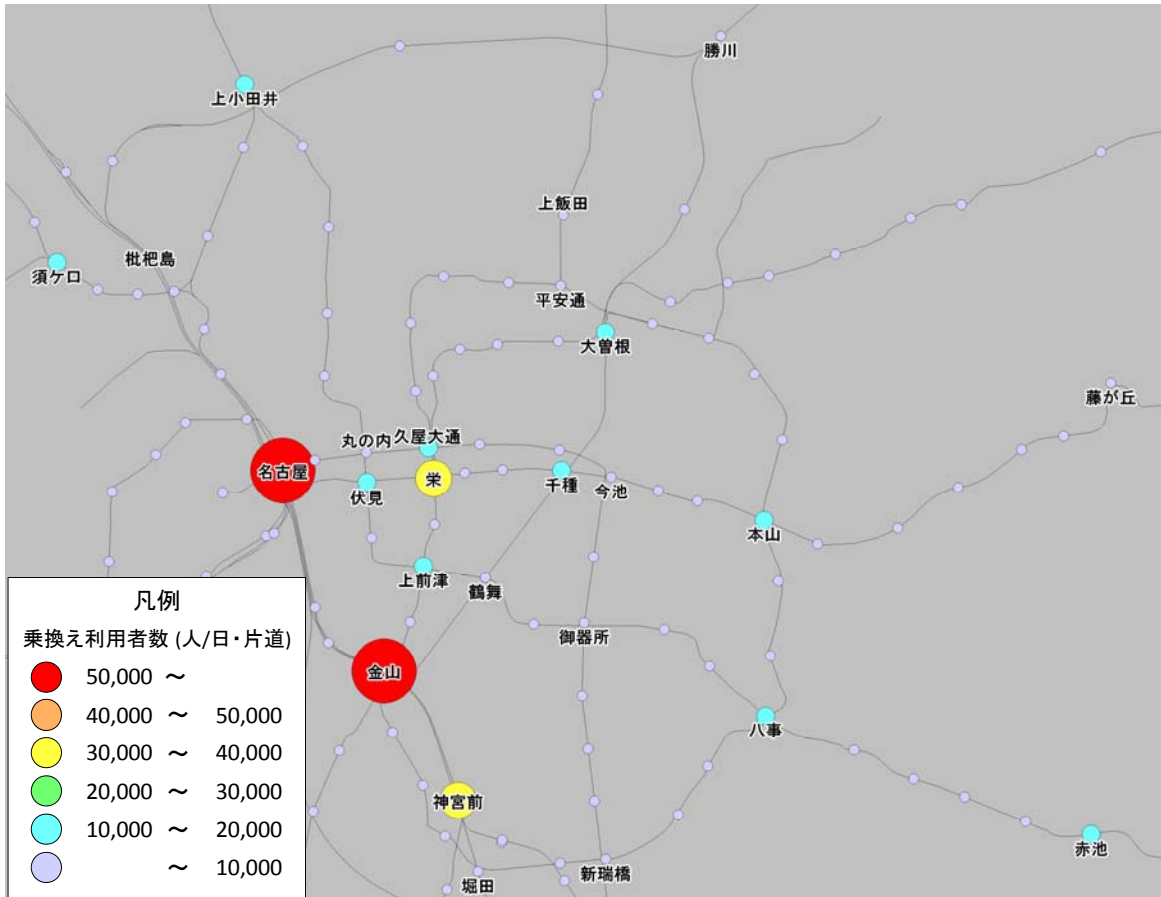 勝川
上小田井
上飯田
枇杷島
須ケ口
平安通
大曽根
藤が丘
丸の内
久屋大通
名古屋
栄
伏見
千種
今池
本山
上前津
鶴舞
御器所
金山
八事
神宮前
赤池
新瑞橋
堀田
凡例
乗換え利用者数 (人/日・片道)
50,000 ～
40,000 ～ 50,000
30,000 ～ 40,000
20,000 ～ 30,000
10,000 ～ 20,000
～ 10,000